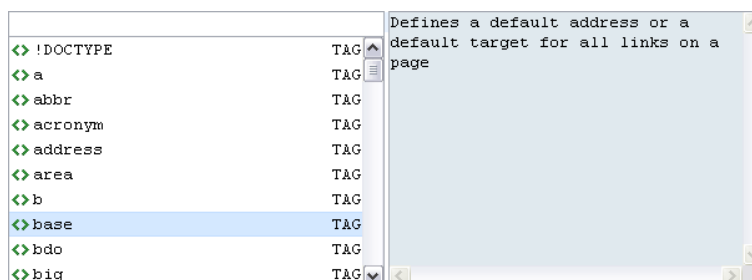 !DOCTYPE TAG
a TAG
abbr TAG
acronym TAG
address TAG
area TAG
b TAG
base TAG
bdo TAG
big TAG
Defines a default address or a
default target for all links on a
page